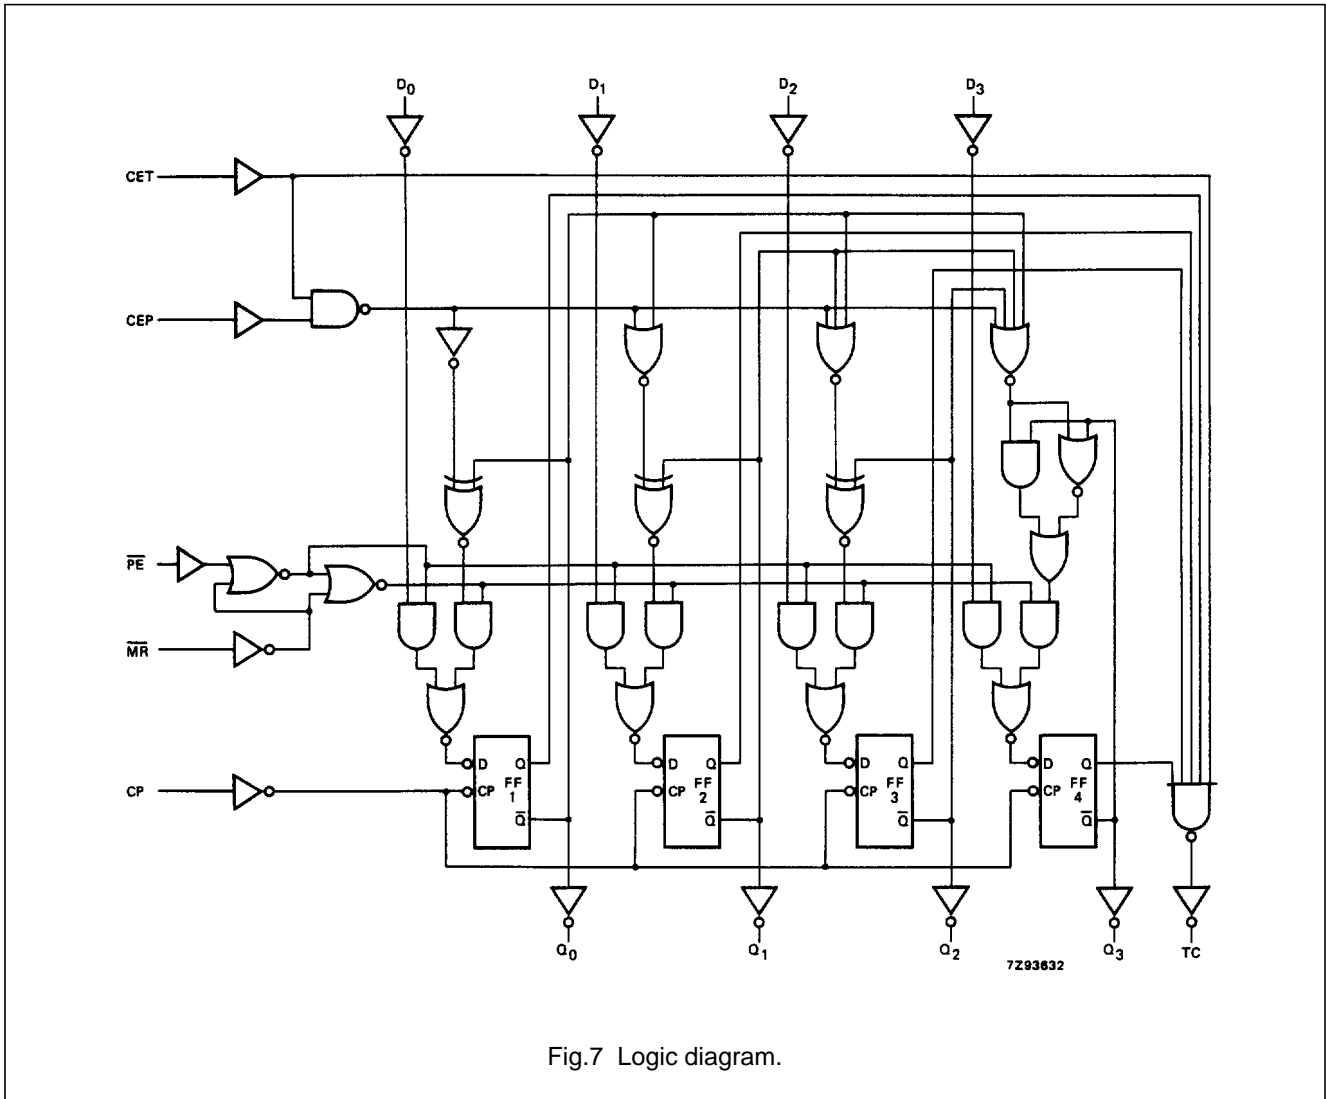 D0 D1 D2 D3
CET
CEP
PE
MR
D Q D Q D Q D Q
FF FF FF FF
CP CP 1 CP 2 CP 3 CP 4
Q Q Q Q
Q0 Q1 Q2 Q3 TC
7Z93632
Fig.7 Logic diagram.